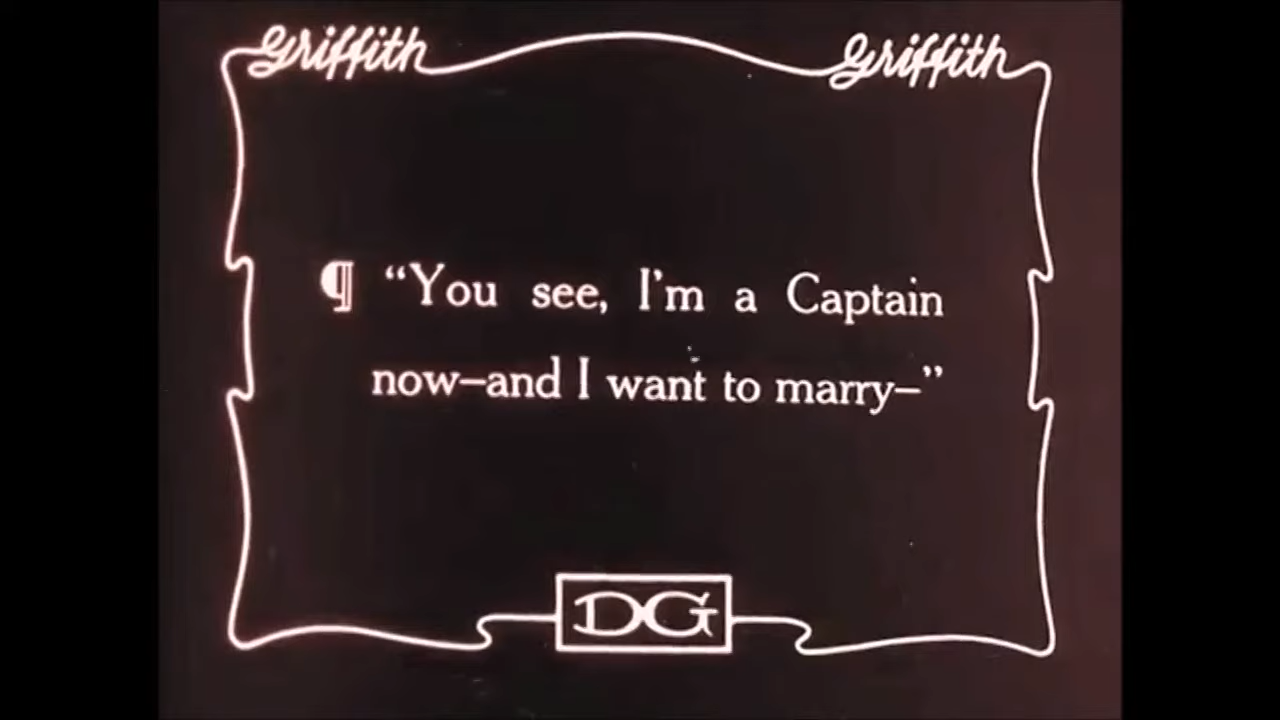 Griffith Griffith
¶ “You see, I'm a Captain
now—and I want to marry—”
DG